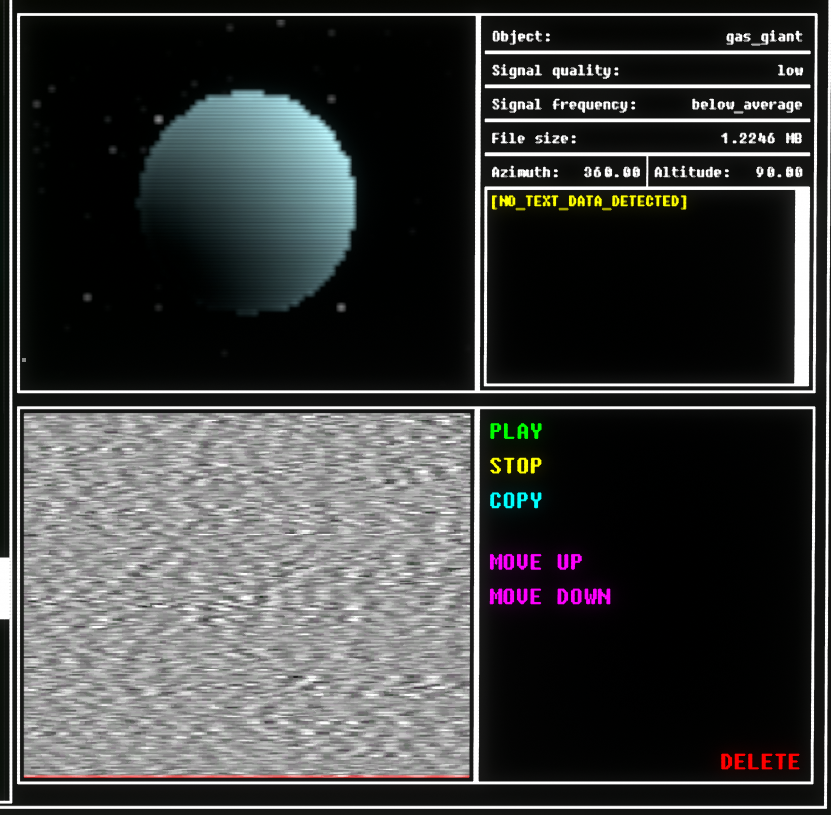 Object: gas_giant
Signal quality: low
Signal frequency: below_average
File size: 1.2246 MB
Azimuth: 360.00 Altitude: 90.00
[NO_TEXT_DATA_DETECTED]
PLAY
STOP
COPY
MOVE UP
MOVE DOWN
DELETE